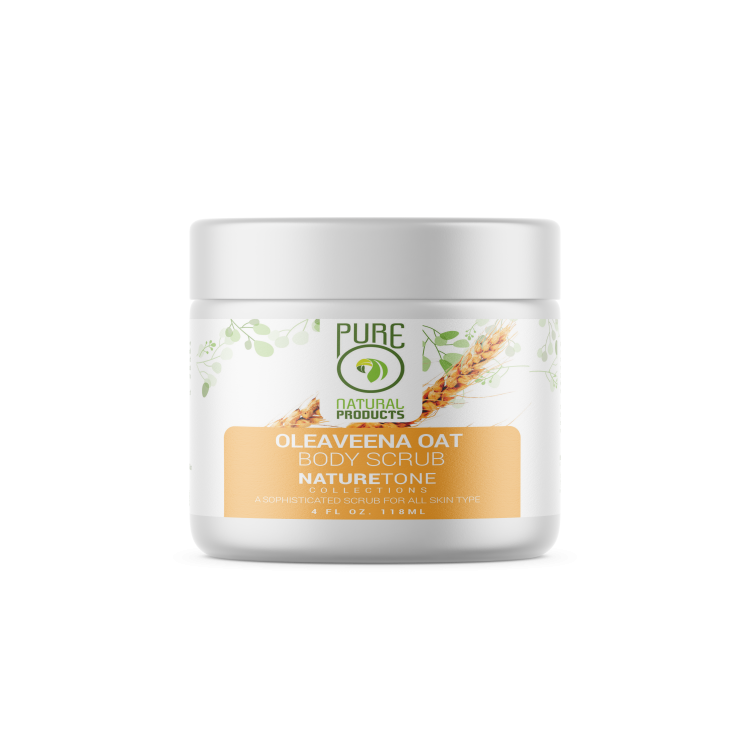 PURE
NATURAL
PRODUCTS
OLEAVEENA OAT
BODY SCRUB
NATURETONE
COLLECTIONS
A SOPHISTICATED SCRUB FOR ALL SKIN TYPE
4 FL OZ. 118ML